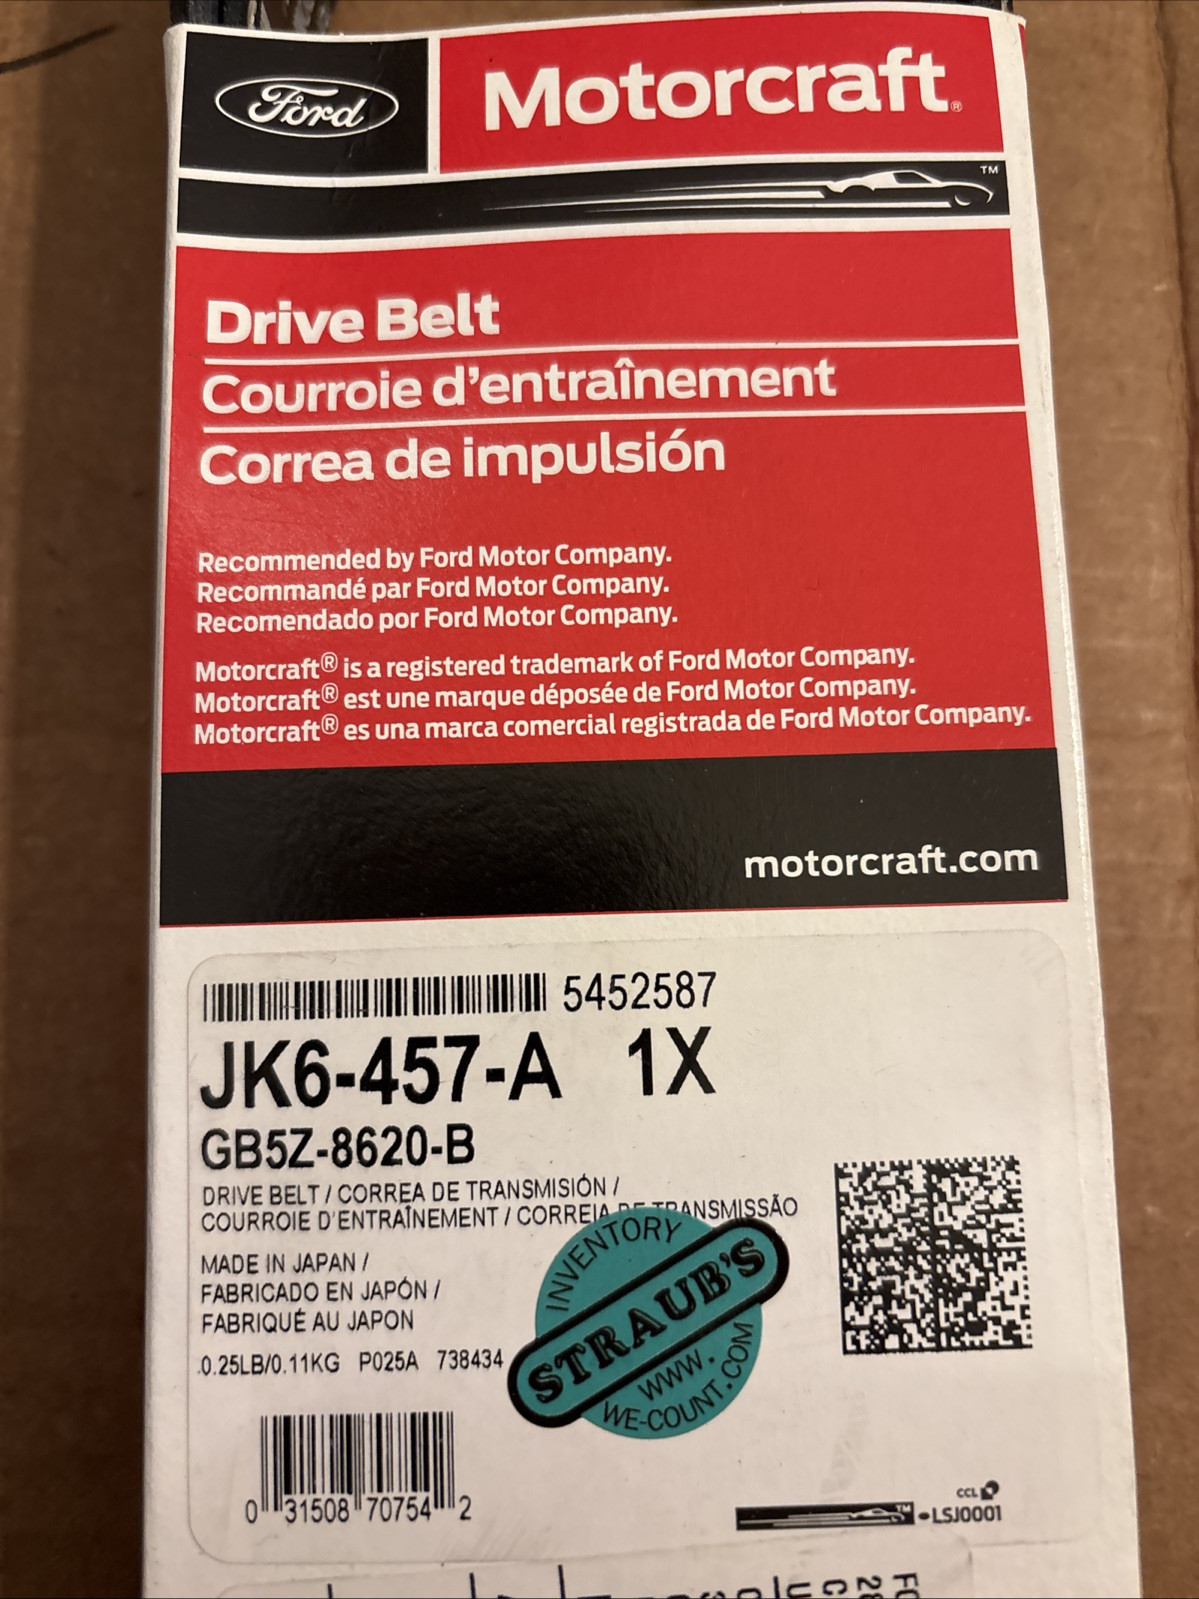 Ford
Motorcraft®
TM
Drive Belt
Courroie d'entraînement
Correa de impulsión
Recommended by Ford Motor Company.
Recommandé par Ford Motor Company.
Recomendado por Ford Motor Company.
Motorcraft® is a registered trademark of Ford Motor Company.
Motorcraft® est une marque déposée de Ford Motor Company.
Motorcraft® es una marca comercial registrada de Ford Motor Company.
motorcraft.com
5452587
JK6-457-A 1X
GB5Z-8620-B
DRIVE BELT / CORREA DE TRANSMISIÓN /
COURROIE D'ENTRAÎNEMENT / CORREIA DE TRANSMISSÃO
MADE IN JAPAN /
FABRICADO EN JAPÓN /
FABRIQUÉ AU JAPON
.0.25LB/0.11KG P025A 738434
INVENTORY
STRAUB'S
WWW.
WE-COUNT.COM
0 31508 70754 2
CCL
TM
LSJ0001